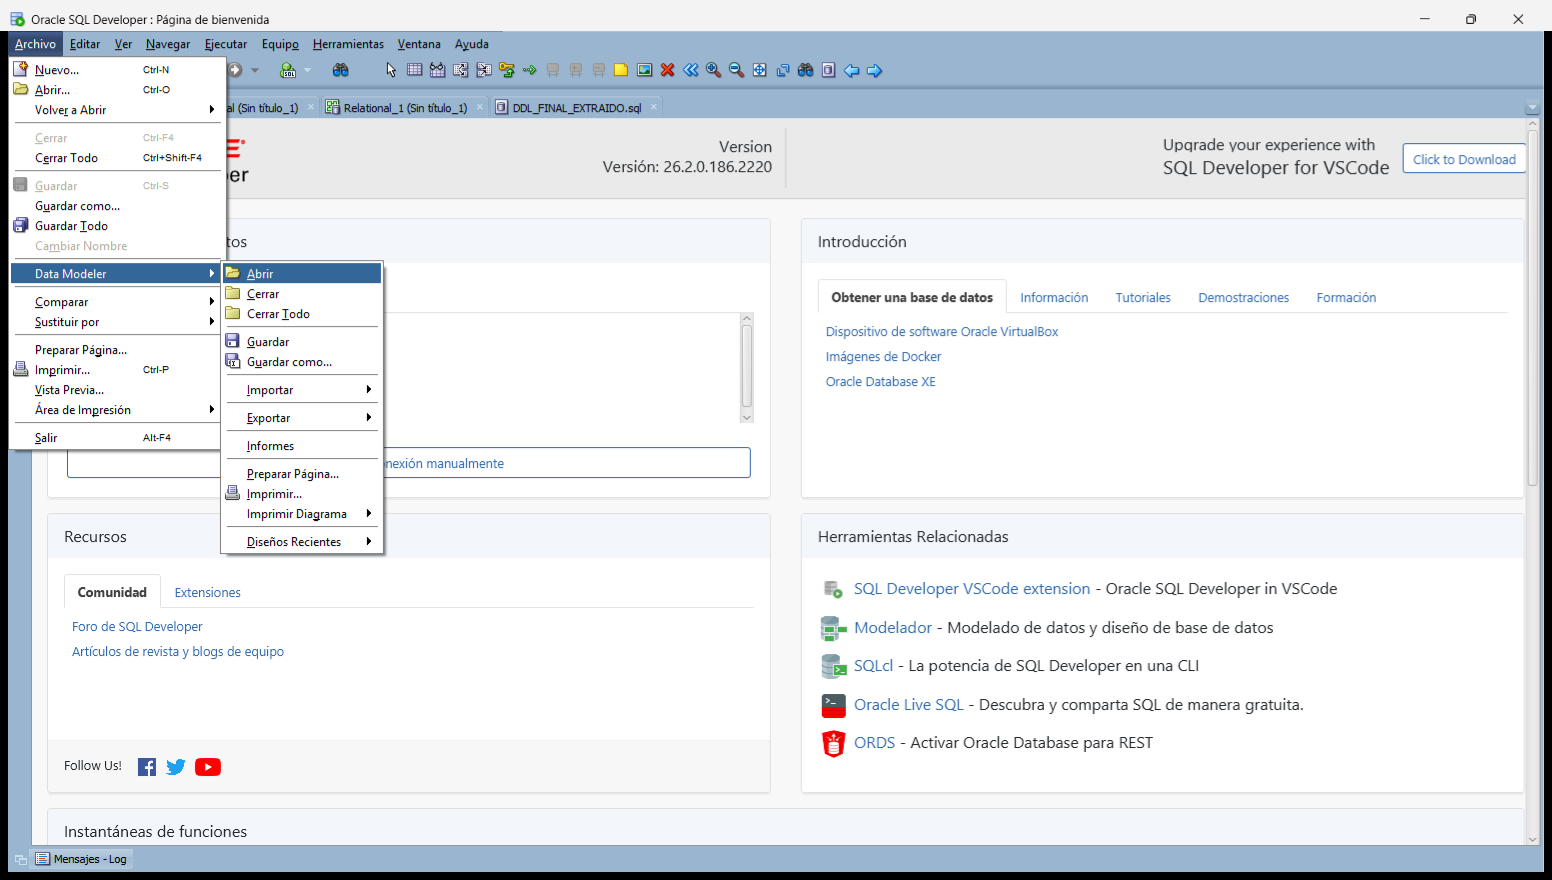 Oracle SQL Developer : Página de bienvenida
Archivo Editar Ver Navegar Ejecutar Equipo Herramientas Ventana Ayuda
Nuevo... Ctrl-N
Abrir... Ctrl-O
Volver a Abrir
Cerrar Ctrl-F4
Cerrar Todo Ctrl+Shift-F4
Guardar Ctrl-S
Guardar como...
Guardar Todo
Cambiar Nombre
Data Modeler
Comparar
Sustituir por
Preparar Página...
Imprimir... Ctrl-P
Vista Previa...
Área de Impresión
Salir Alt-F4
Abrir
Cerrar
Cerrar Todo
Guardar
Guardar como...
Importar
Exportar
Informes
Preparar Página...
Imprimir...
Imprimir Diagrama
Diseños Recientes
al (Sin título_1) Relational_1 (Sin título_1) DDL_FINAL_EXTRAIDO.sql
E
er
Version
Versión: 26.2.0.186.2220
Upgrade your experience with
SQL Developer for VSCode
Click to Download
tos
nexión manualmente
Introducción
Obtener una base de datos Información Tutoriales Demostraciones Formación
Dispositivo de software Oracle VirtualBox
Imágenes de Docker
Oracle Database XE
Recursos
Comunidad Extensiones
Foro de SQL Developer
Artículos de revista y blogs de equipo
Follow Us!
Herramientas Relacionadas
SQL Developer VSCode extension - Oracle SQL Developer in VSCode
Modelador - Modelado de datos y diseño de base de datos
SQLcl - La potencia de SQL Developer en una CLI
Oracle Live SQL - Descubra y comparta SQL de manera gratuita.
ORDS - Activar Oracle Database para REST
Instantáneas de funciones
Mensajes - Log